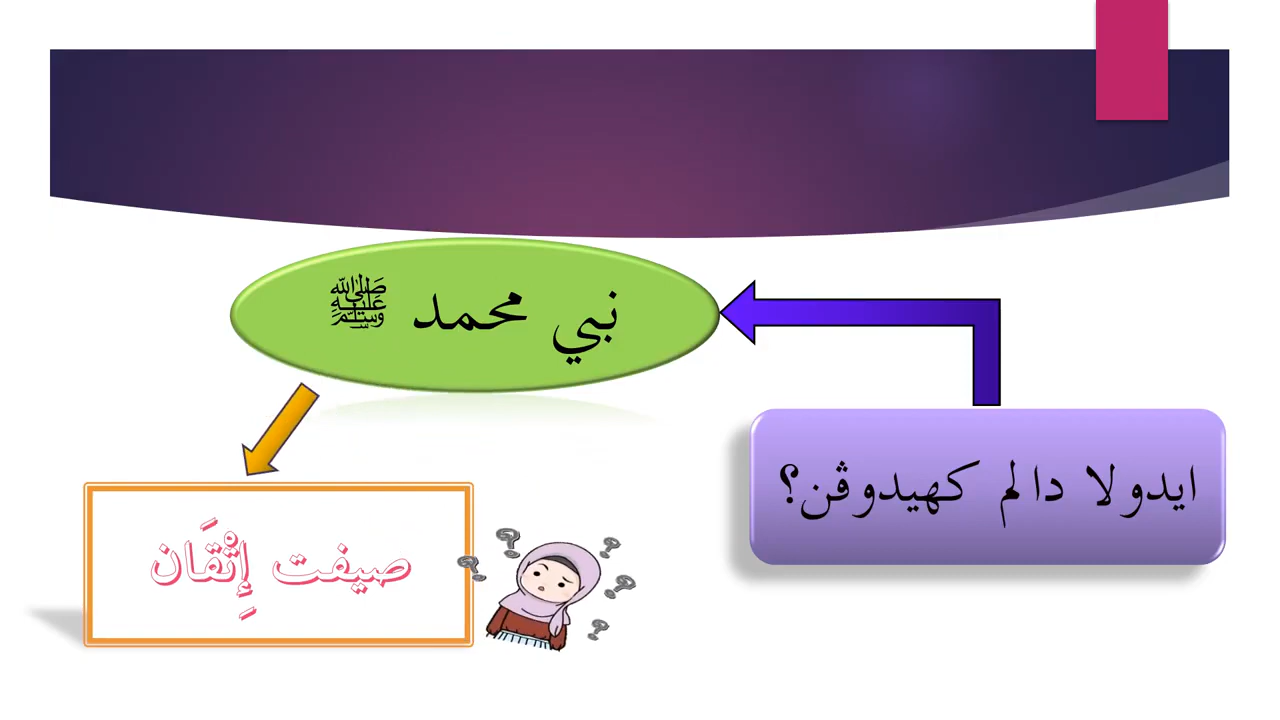 نبي محمد ﷺ
ايدولا دالم كهيدوڤن؟
صيفت إِتْقَان